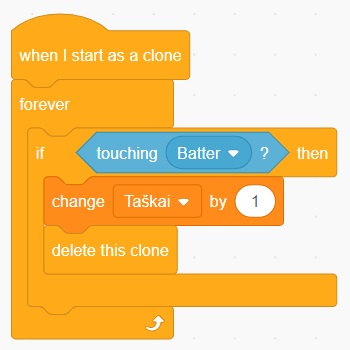 when I start as a clone
forever
if touching Batter ? then
change Taškai by 1
delete this clone